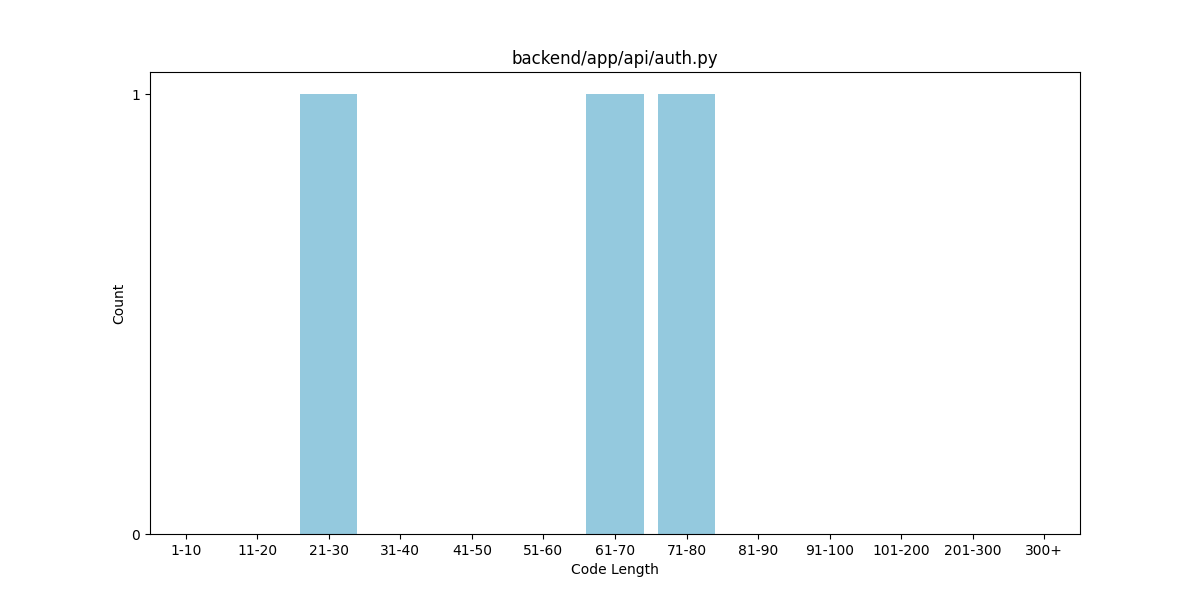 backend/app/api/auth.py
1
0
Count
1-10 11-20 21-30 31-40 41-50 51-60 61-70 71-80 81-90 91-100 101-200 201-300 300+
Code Length